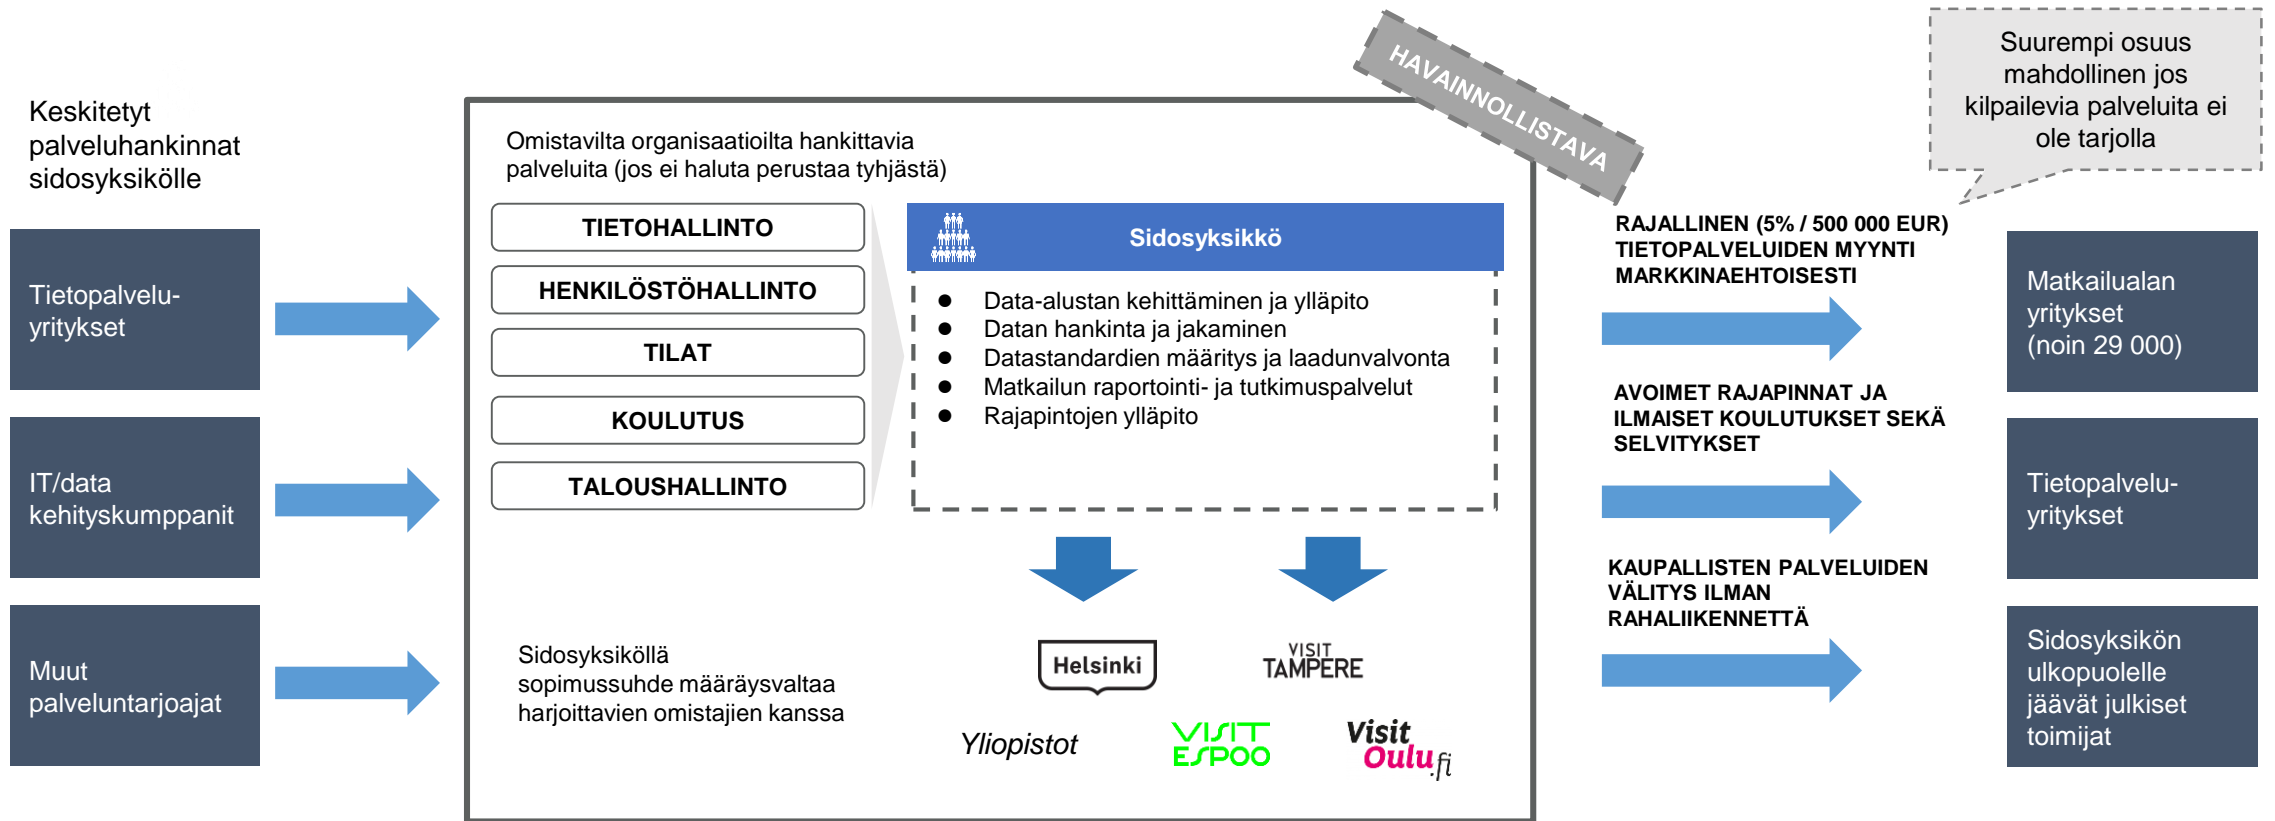 Keskitetyt
palveluhankinnat
sidosyksikölle
Tietopalvelu-
yritykset
IT/data
kehityskumppanit
Muut
palveluntarjoajat
Omistavilta organisaatioilta hankittavia
palveluita (jos ei haluta perustaa tyhjästä)
TIETOHALLINTO
HENKILÖSTÖHALLINTO
TILAT
KOULUTUS
TALOUSHALLINTO
Sidosyksikkö
● Data-alustan kehittäminen ja ylläpito
● Datan hankinta ja jakaminen
● Datastandardien määritys ja laadunvalvonta
● Matkailun raportointi- ja tutkimuspalvelut
● Rajapintojen ylläpito
Sidosyksiköllä
sopimussuhde määräysvaltaa
harjoittavien omistajien kanssa
Helsinki
VISIT
TAMPERE
Yliopistot
VISIT
ESPOO
Visit
Oulu.fi
HAVAINNOLLISTAVA
Suurempi osuus
mahdollinen jos
kilpailevia palveluita ei
ole tarjolla
RAJALLINEN (5% / 500 000 EUR)
TIETOPALVELUIDEN MYYNTI
MARKKINAEHTOISESTI
AVOIMET RAJAPINNAT JA
ILMAISET KOULUTUKSET SEKÄ
SELVITYKSET
KAUPALLISTEN PALVELUIDEN
VÄLITYS ILMAN
RAHALIIKENNETTÄ
Matkailualan
yritykset
(noin 29 000)
Tietopalvelu-
yritykset
Sidosyksikön
ulkopuolelle
jäävät julkiset
toimijat